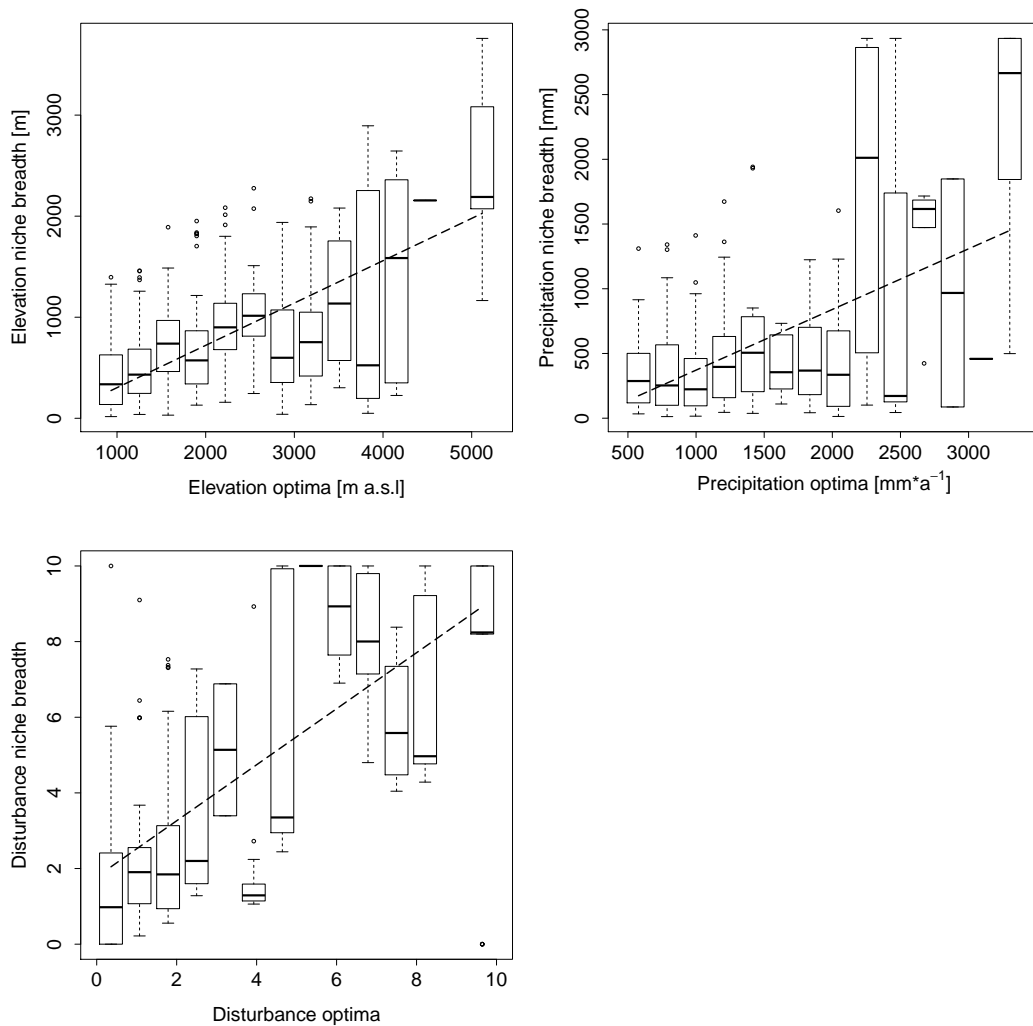 Elevation niche breadth [m]
3000
2000
1000
0
1000 2000 3000 4000 5000
Elevation optima [m a.s.l]
Precipitation niche breadth [mm]
3000
2500
2000
1500
1000
500
0
500 1000 1500 2000 2500 3000
Precipitation optima [mm*a⁻¹]
Disturbance niche breadth
10
8
6
4
2
0
0 2 4 6 8 10
Disturbance optima